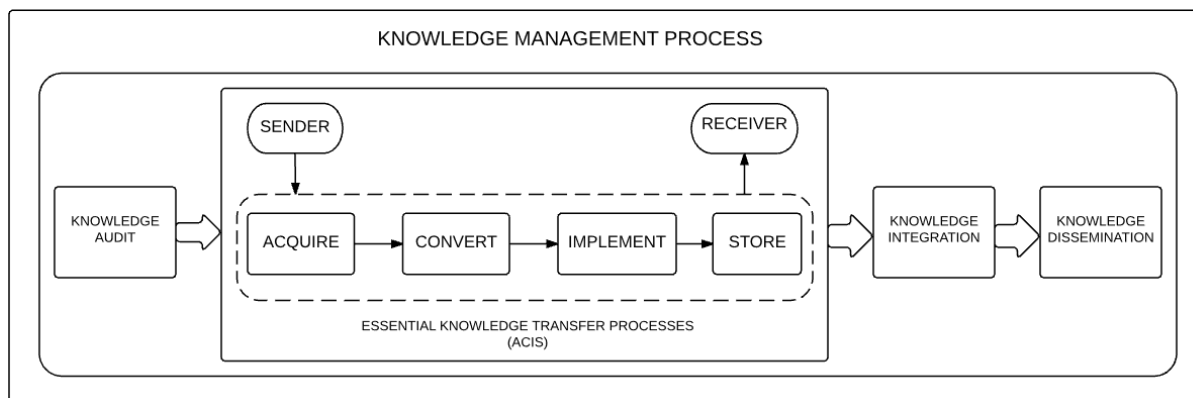 KNOWLEDGE MANAGEMENT PROCESS
SENDER
RECEIVER
KNOWLEDGE
AUDIT
ACQUIRE
CONVERT
IMPLEMENT
STORE
KNOWLEDGE
INTEGRATION
KNOWLEDGE
DISSEMINATION
ESSENTIAL KNOWLEDGE TRANSFER PROCESSES
(ACIS)